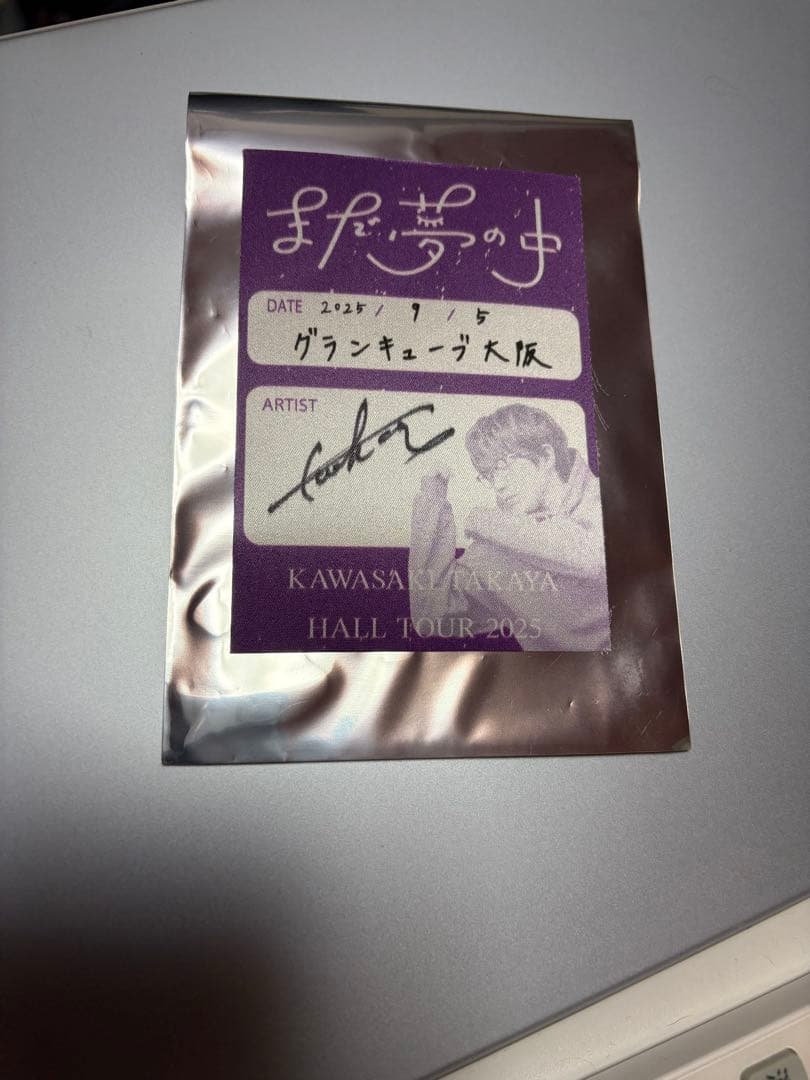 まだ、夢の中
DATE 2025 / 9 / 5
グランキューブ大阪
ARTIST
KAWASAKI TAKAYA
HALL TOUR 2025